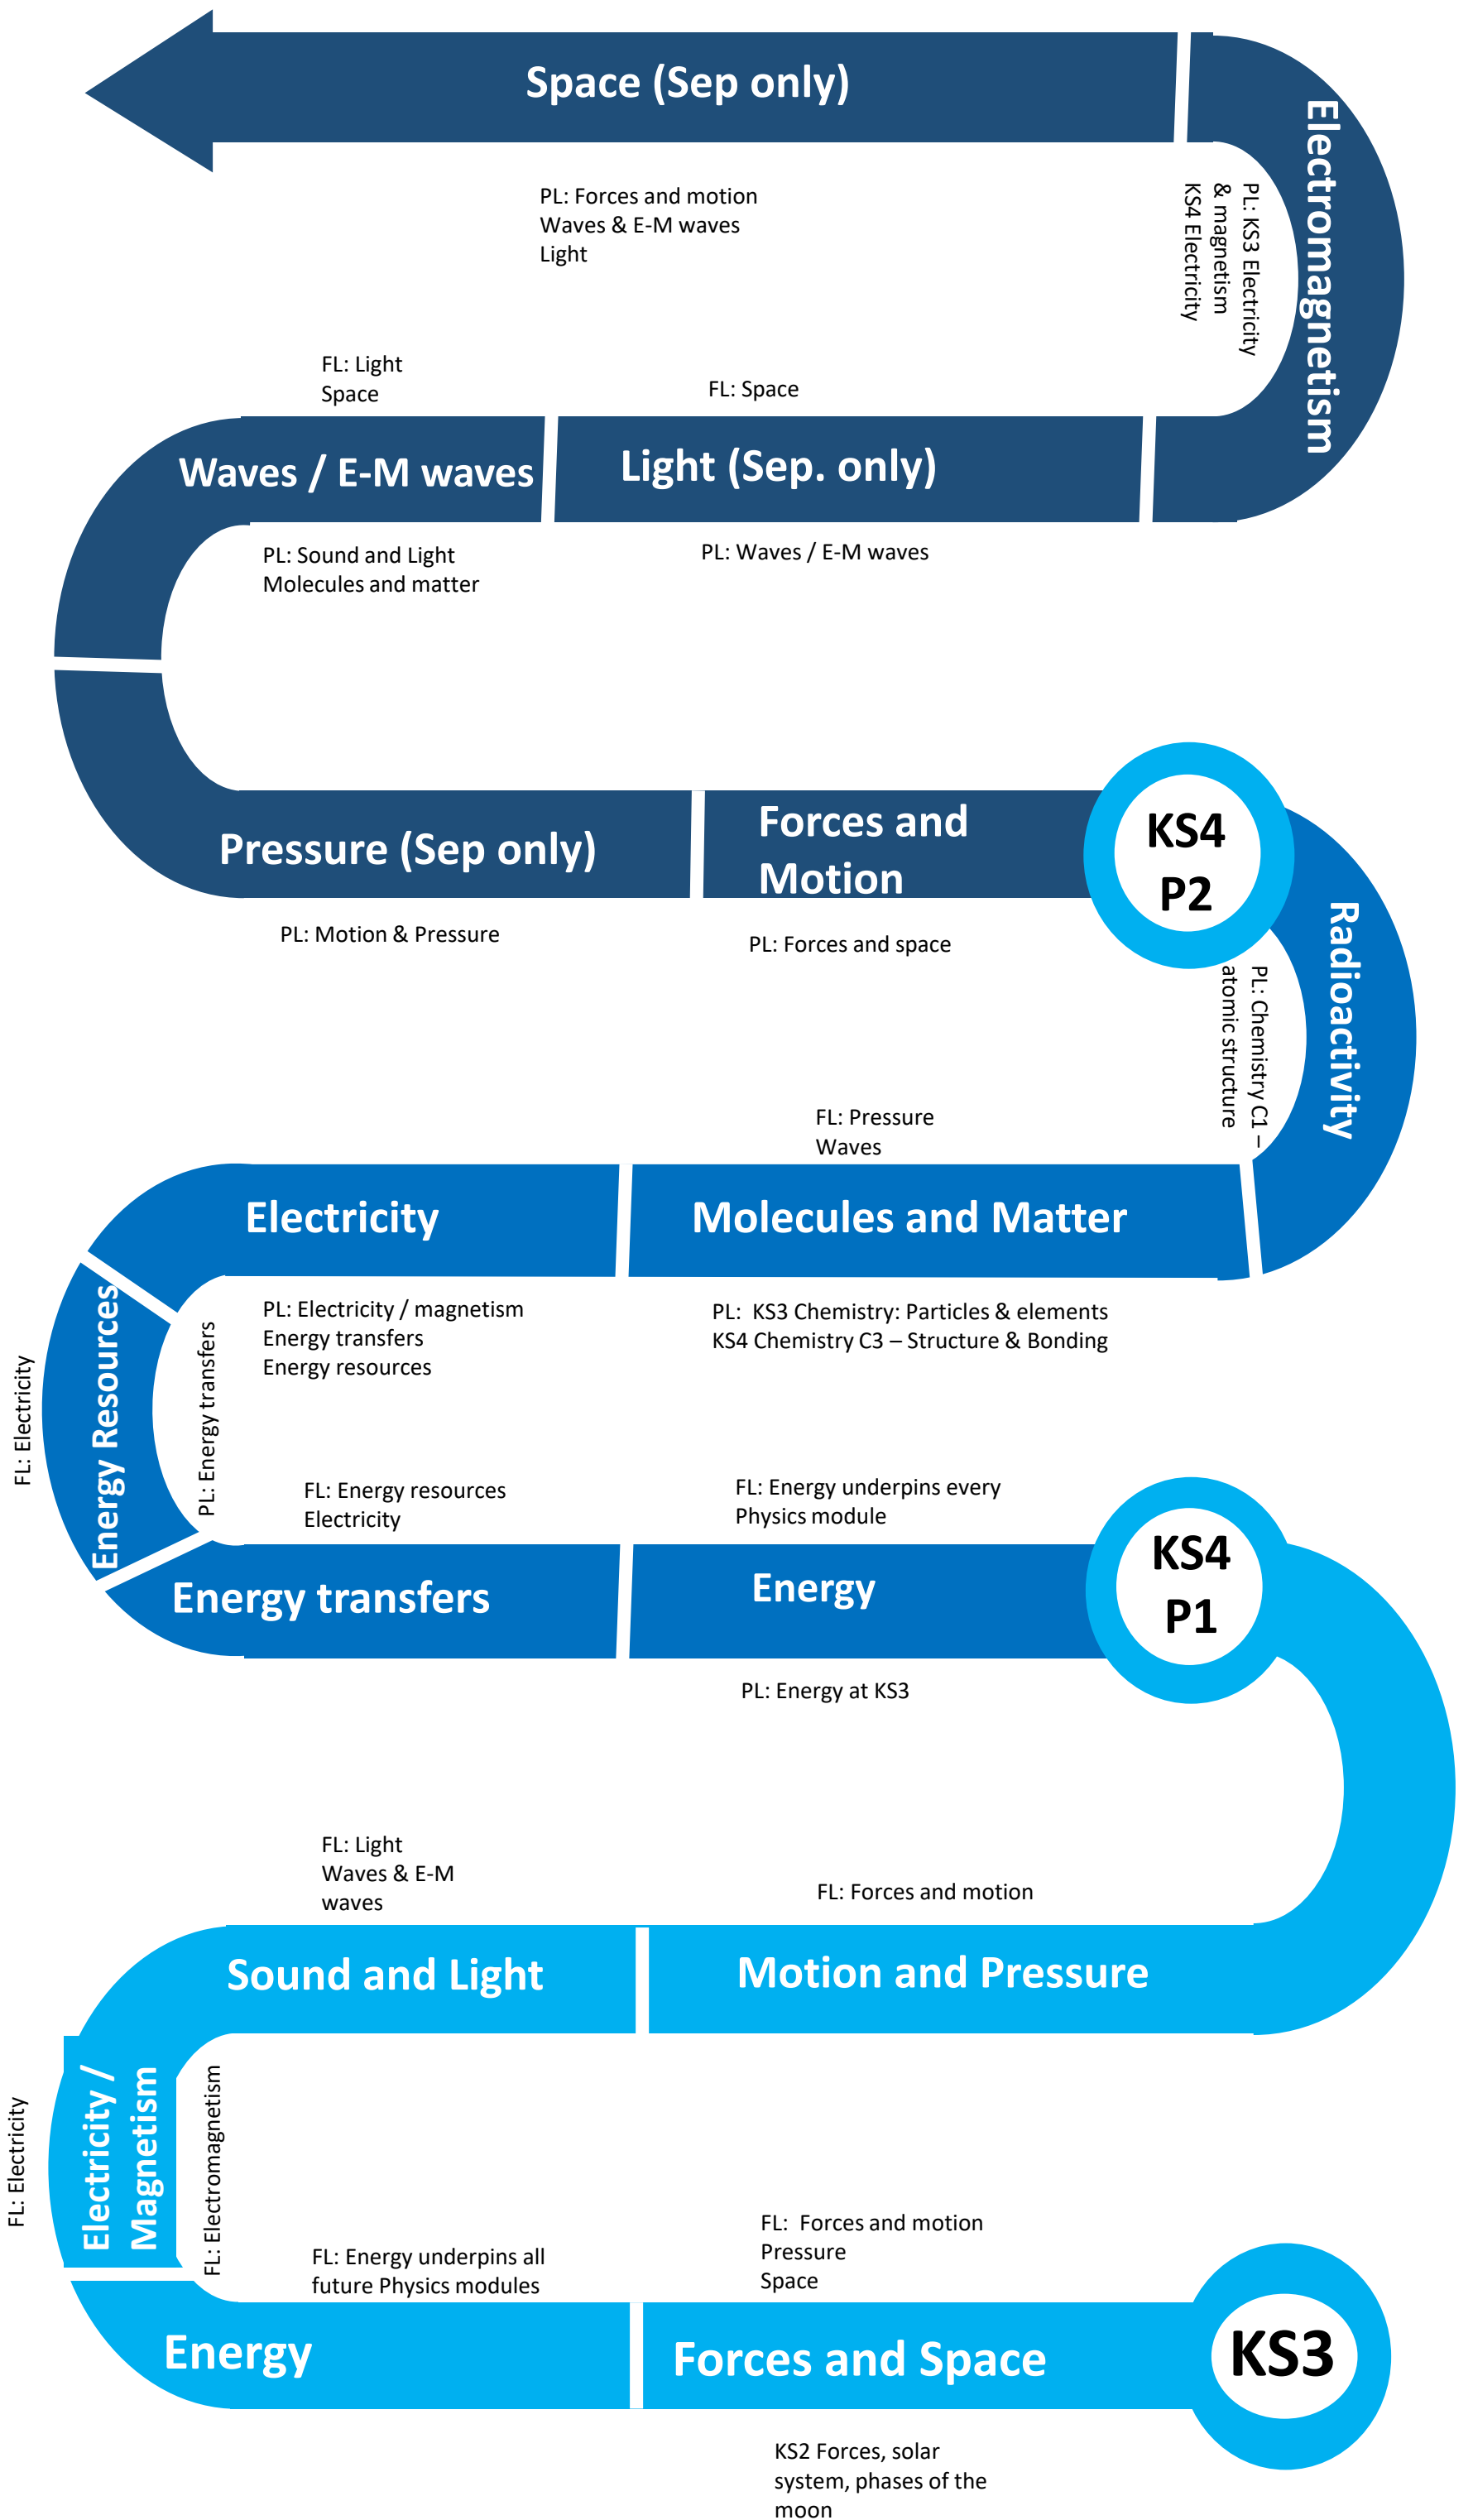 Space (Sep only)
Electromagnetism
PL: KS3 Electricity
& magnetism
KS4 Electricity
PL: Forces and motion
Waves & E-M waves
Light
FL: Light
Space
FL: Space
Waves / E-M waves
Light (Sep. only)
PL: Sound and Light
Molecules and matter
PL: Waves / E-M waves
Pressure (Sep only)
Forces and
Motion
KS4
P2
PL: Motion & Pressure
PL: Forces and space
Radioactivity
PL: Chemistry C1 –
atomic structure
FL: Pressure
Waves
Electricity
Molecules and Matter
PL: Electricity / magnetism
Energy transfers
Energy resources
PL: KS3 Chemistry: Particles & elements
KS4 Chemistry C3 – Structure & Bonding
FL: Electricity
Energy Resources
PL: Energy transfers
FL: Energy resources
Electricity
FL: Energy underpins every
Physics module
Energy transfers
Energy
KS4
P1
PL: Energy at KS3
FL: Light
Waves & E-M
waves
FL: Forces and motion
Sound and Light
Motion and Pressure
FL: Electricity
Electricity /
Magnetism
FL: Electromagnetism
FL: Energy underpins all
future Physics modules
FL: Forces and motion
Pressure
Space
Energy
Forces and Space
KS3
KS2 Forces, solar
system, phases of the
moon